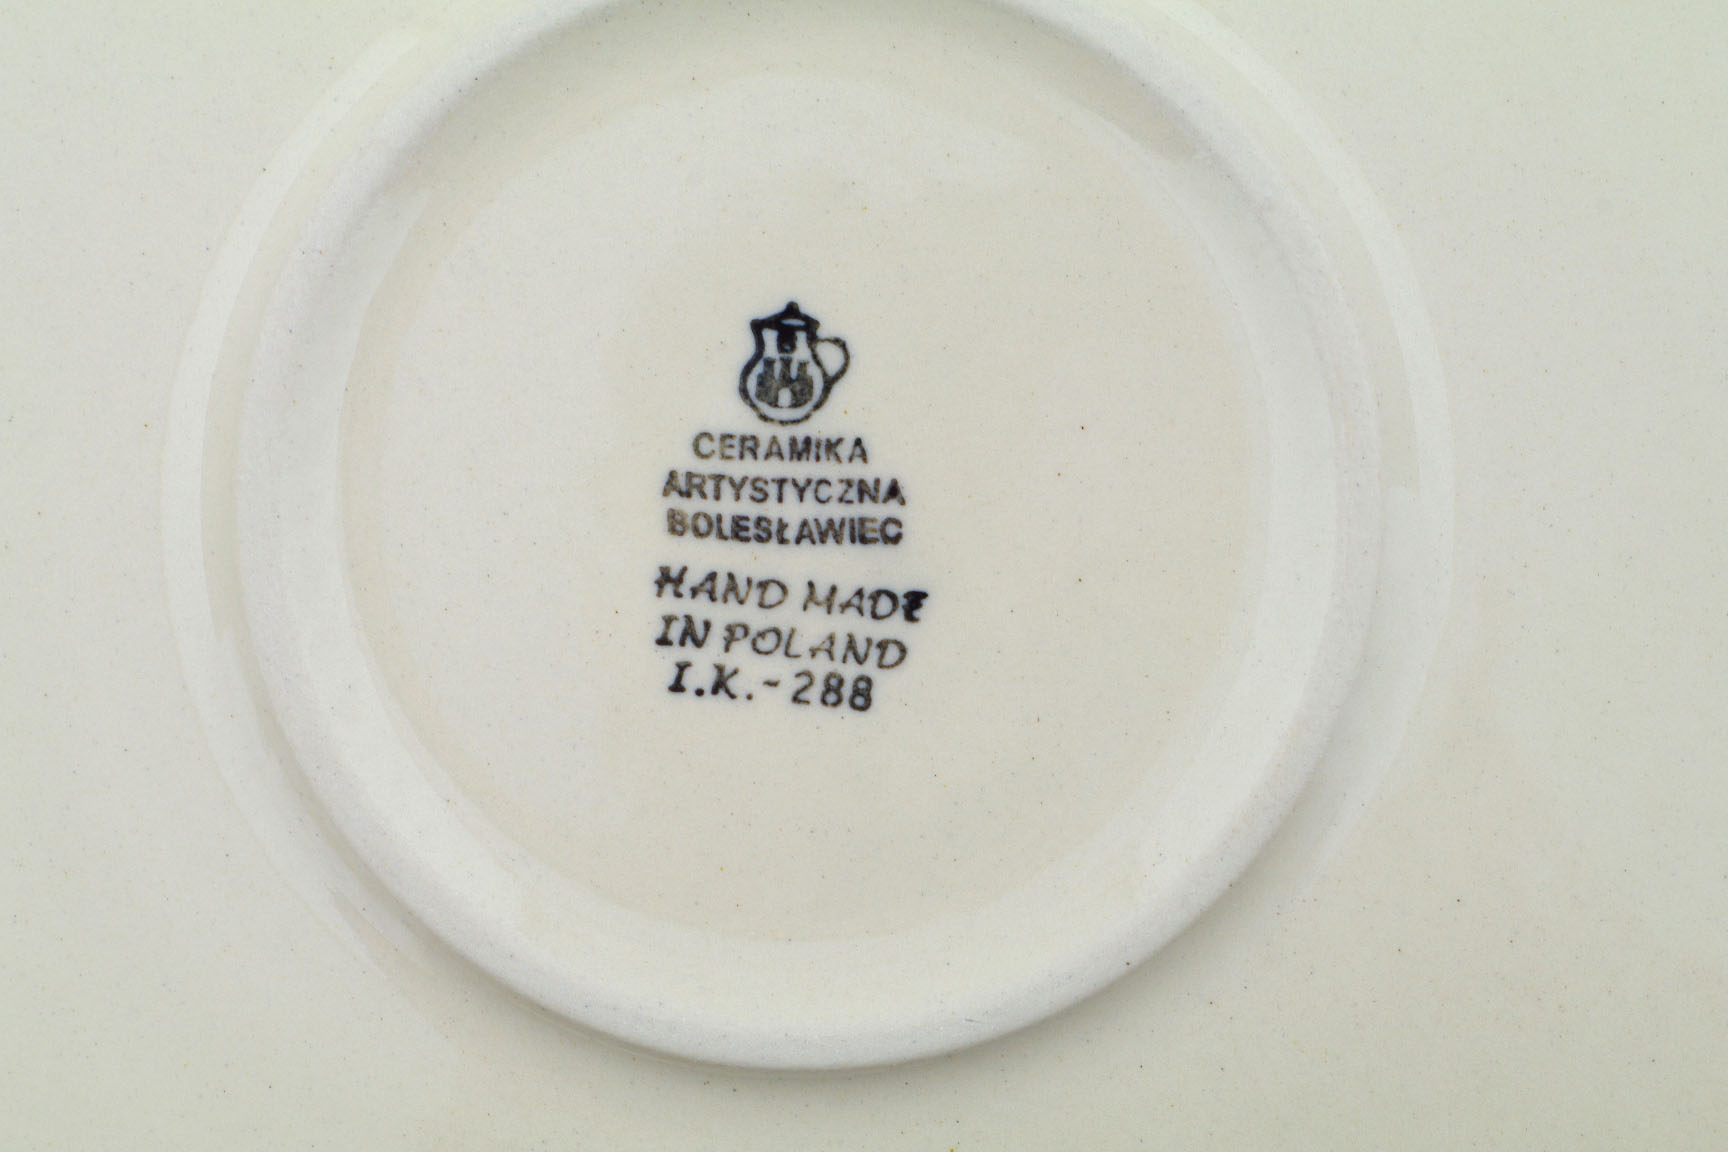 CERAMIKA
ARTYSTYCZNA
BOLESŁAWIEC
HAND MADE
IN POLAND
I.K.-288